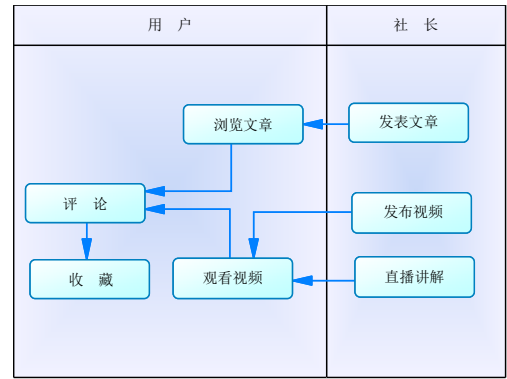 用 户
社 长
浏览文章
发表文章
评 论
发布视频
收 藏
观看视频
直播讲解